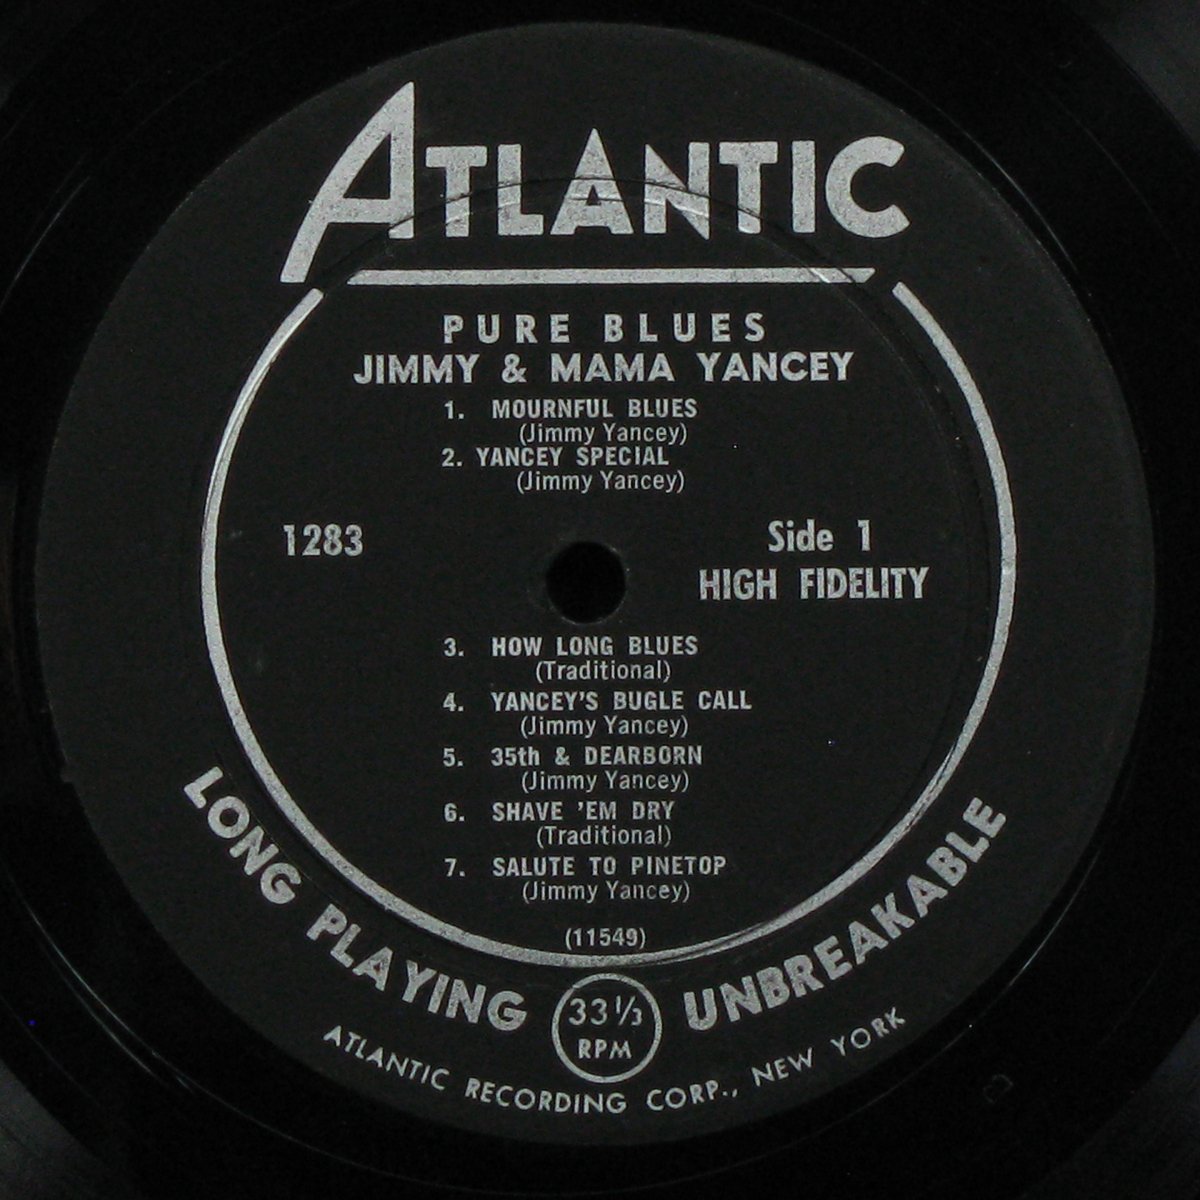 ATLANTIC
PURE BLUES
JIMMY & MAMA YANCEY
1. MOURNFUL BLUES
(Jimmy Yancey)
2. YANCEY SPECIAL
(Jimmy Yancey)
1283
Side 1
HIGH FIDELITY
3. HOW LONG BLUES
(Traditional)
4. YANCEY'S BUGLE CALL
(Jimmy Yancey)
5. 35th & DEARBORN
(Jimmy Yancey)
6. SHAVE 'EM DRY
(Traditional)
7. SALUTE TO PINETOP
(Jimmy Yancey)
(11549)
LONG PLAYING
33 1/3
RPM
UNBREAKABLE
ATLANTIC RECORDING CORP., NEW YORK